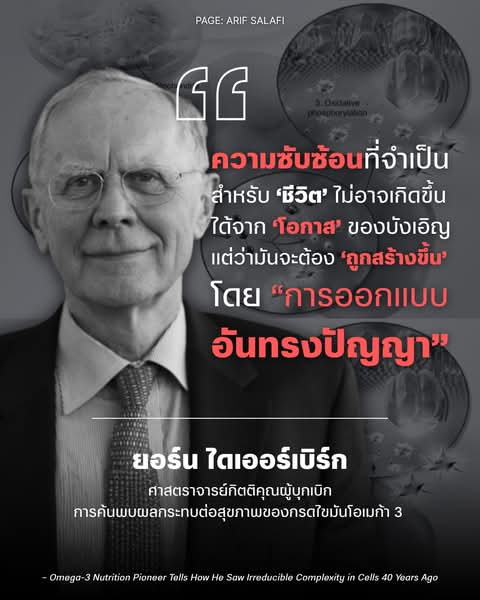 PAGE: ARIF SALAFI
3. Oxidative
phosphorylation
ความซับซ้อนที่จำเป็น
สำหรับ ‘ชีวิต’ ไม่อาจเกิดขึ้น
ได้จาก ‘โอกาส’ ของบังเอิญ
แต่ว่ามันจะต้อง ‘ถูกสร้างขึ้น’
โดย “การออกแบบ
อันทรงปัญญา”
ยอร์น ไดเออร์เบิร์ก
ศาสตราจารย์กิตติคุณผู้บุกเบิก
การค้นพบผลกระทบต่อสุขภาพของกรดไขมันโอเมก้า 3
– Omega-3 Nutrition Pioneer Tells How He Saw Irreducible Complexity in Cells 40 Years Ago